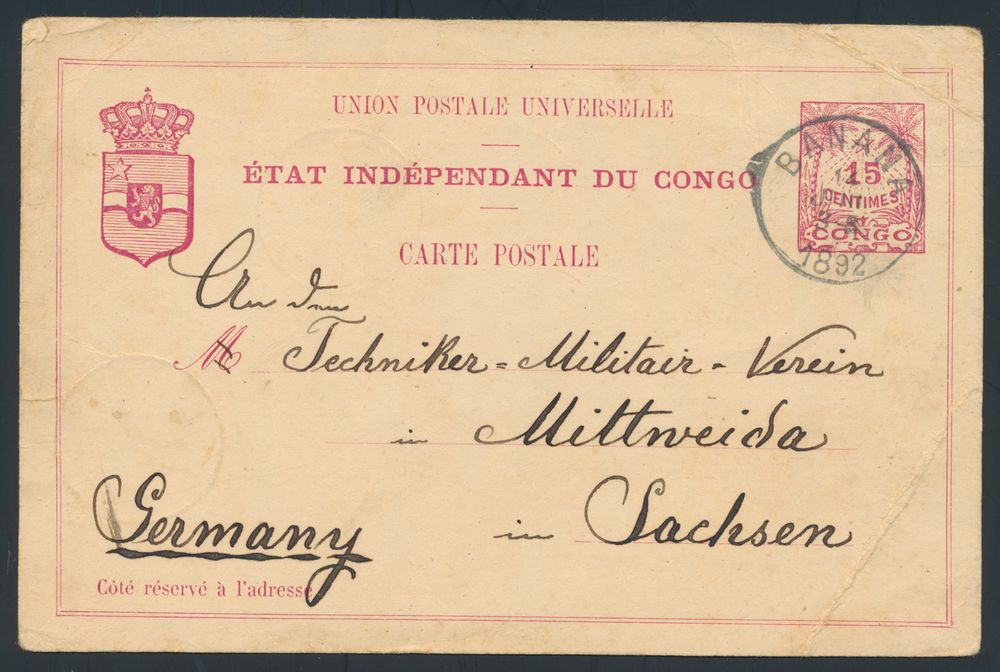 UNION POSTALE UNIVERSELLE
ÉTAT INDÉPENDANT DU CONGO
CARTE POSTALE
15
CENTIMES
CONGO
BANANA
1892
An den
M
Techniker-Militair-Verein
in Mittweida
in Sachsen
Germany
Côté réservé à l'adresse